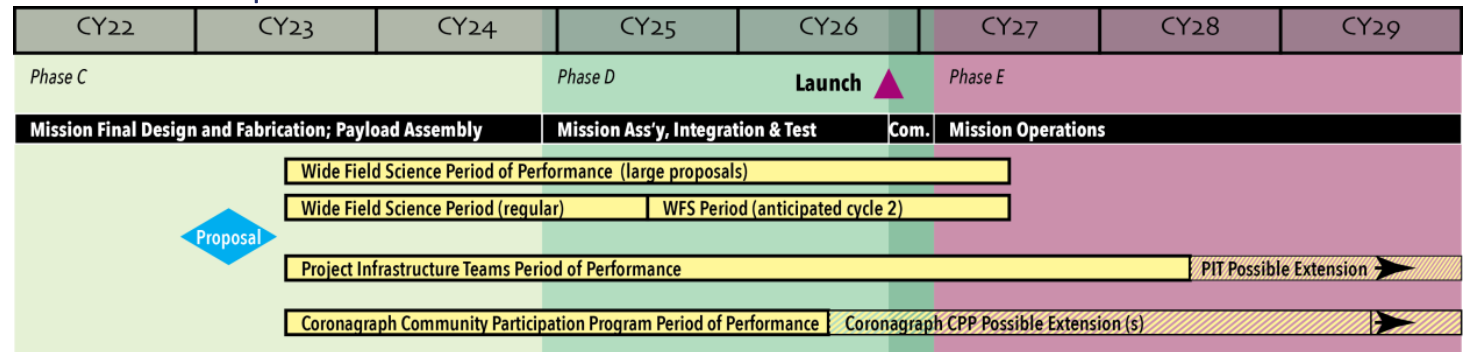 CY22 CY23 CY24 CY25 CY26 CY27 CY28 CY29
Phase C Phase D Launch Phase E
Mission Final Design and Fabrication; Payload Assembly Mission Ass'y, Integration & Test Com. Mission Operations
Wide Field Science Period of Performance (large proposals)
Wide Field Science Period (regular) WFS Period (anticipated cycle 2)
Proposal
Project Infrastructure Teams Period of Performance PIT Possible Extension
Coronagraph Community Participation Program Period of Performance Coronagraph CPP Possible Extension (s)